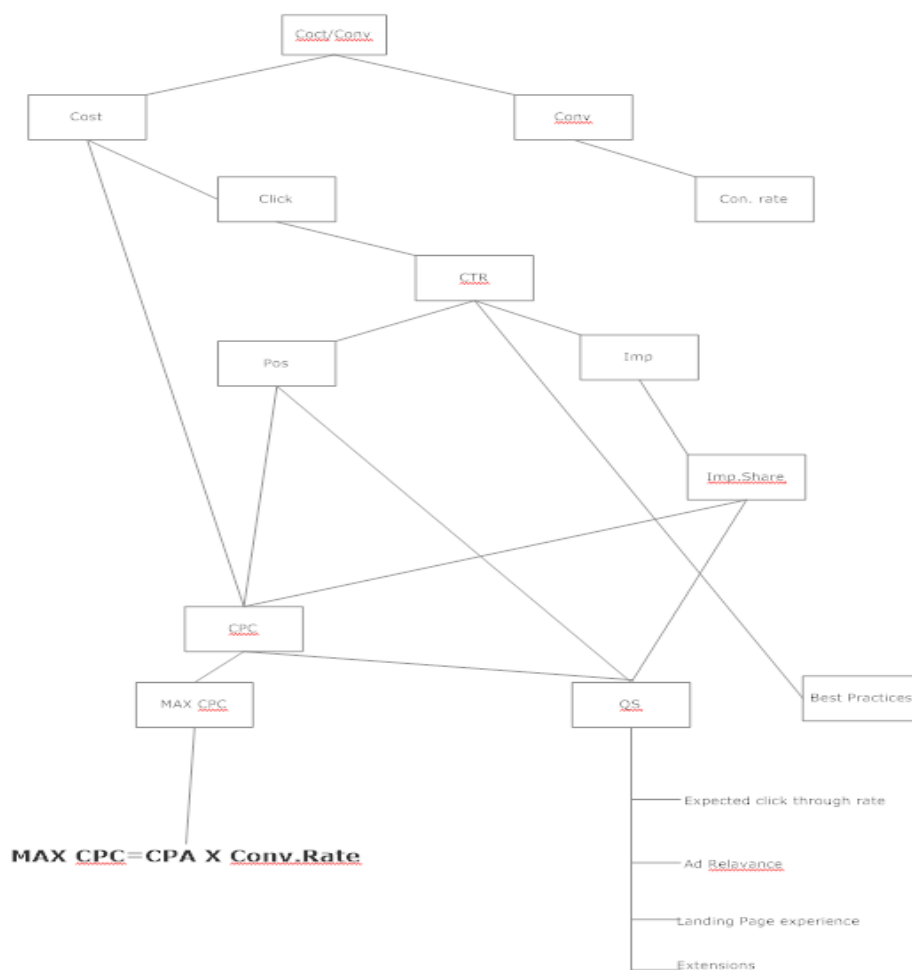 Coct/Conv
Cost
Conv
Click
Con. rate
CTR
Pos
Imp
Imp.Share
CPC
MAX CPC
QS
Best Practices
Expected click through rate
MAX CPC=CPA X Conv.Rate
Ad Relavance
Landing Page experience
Extensions